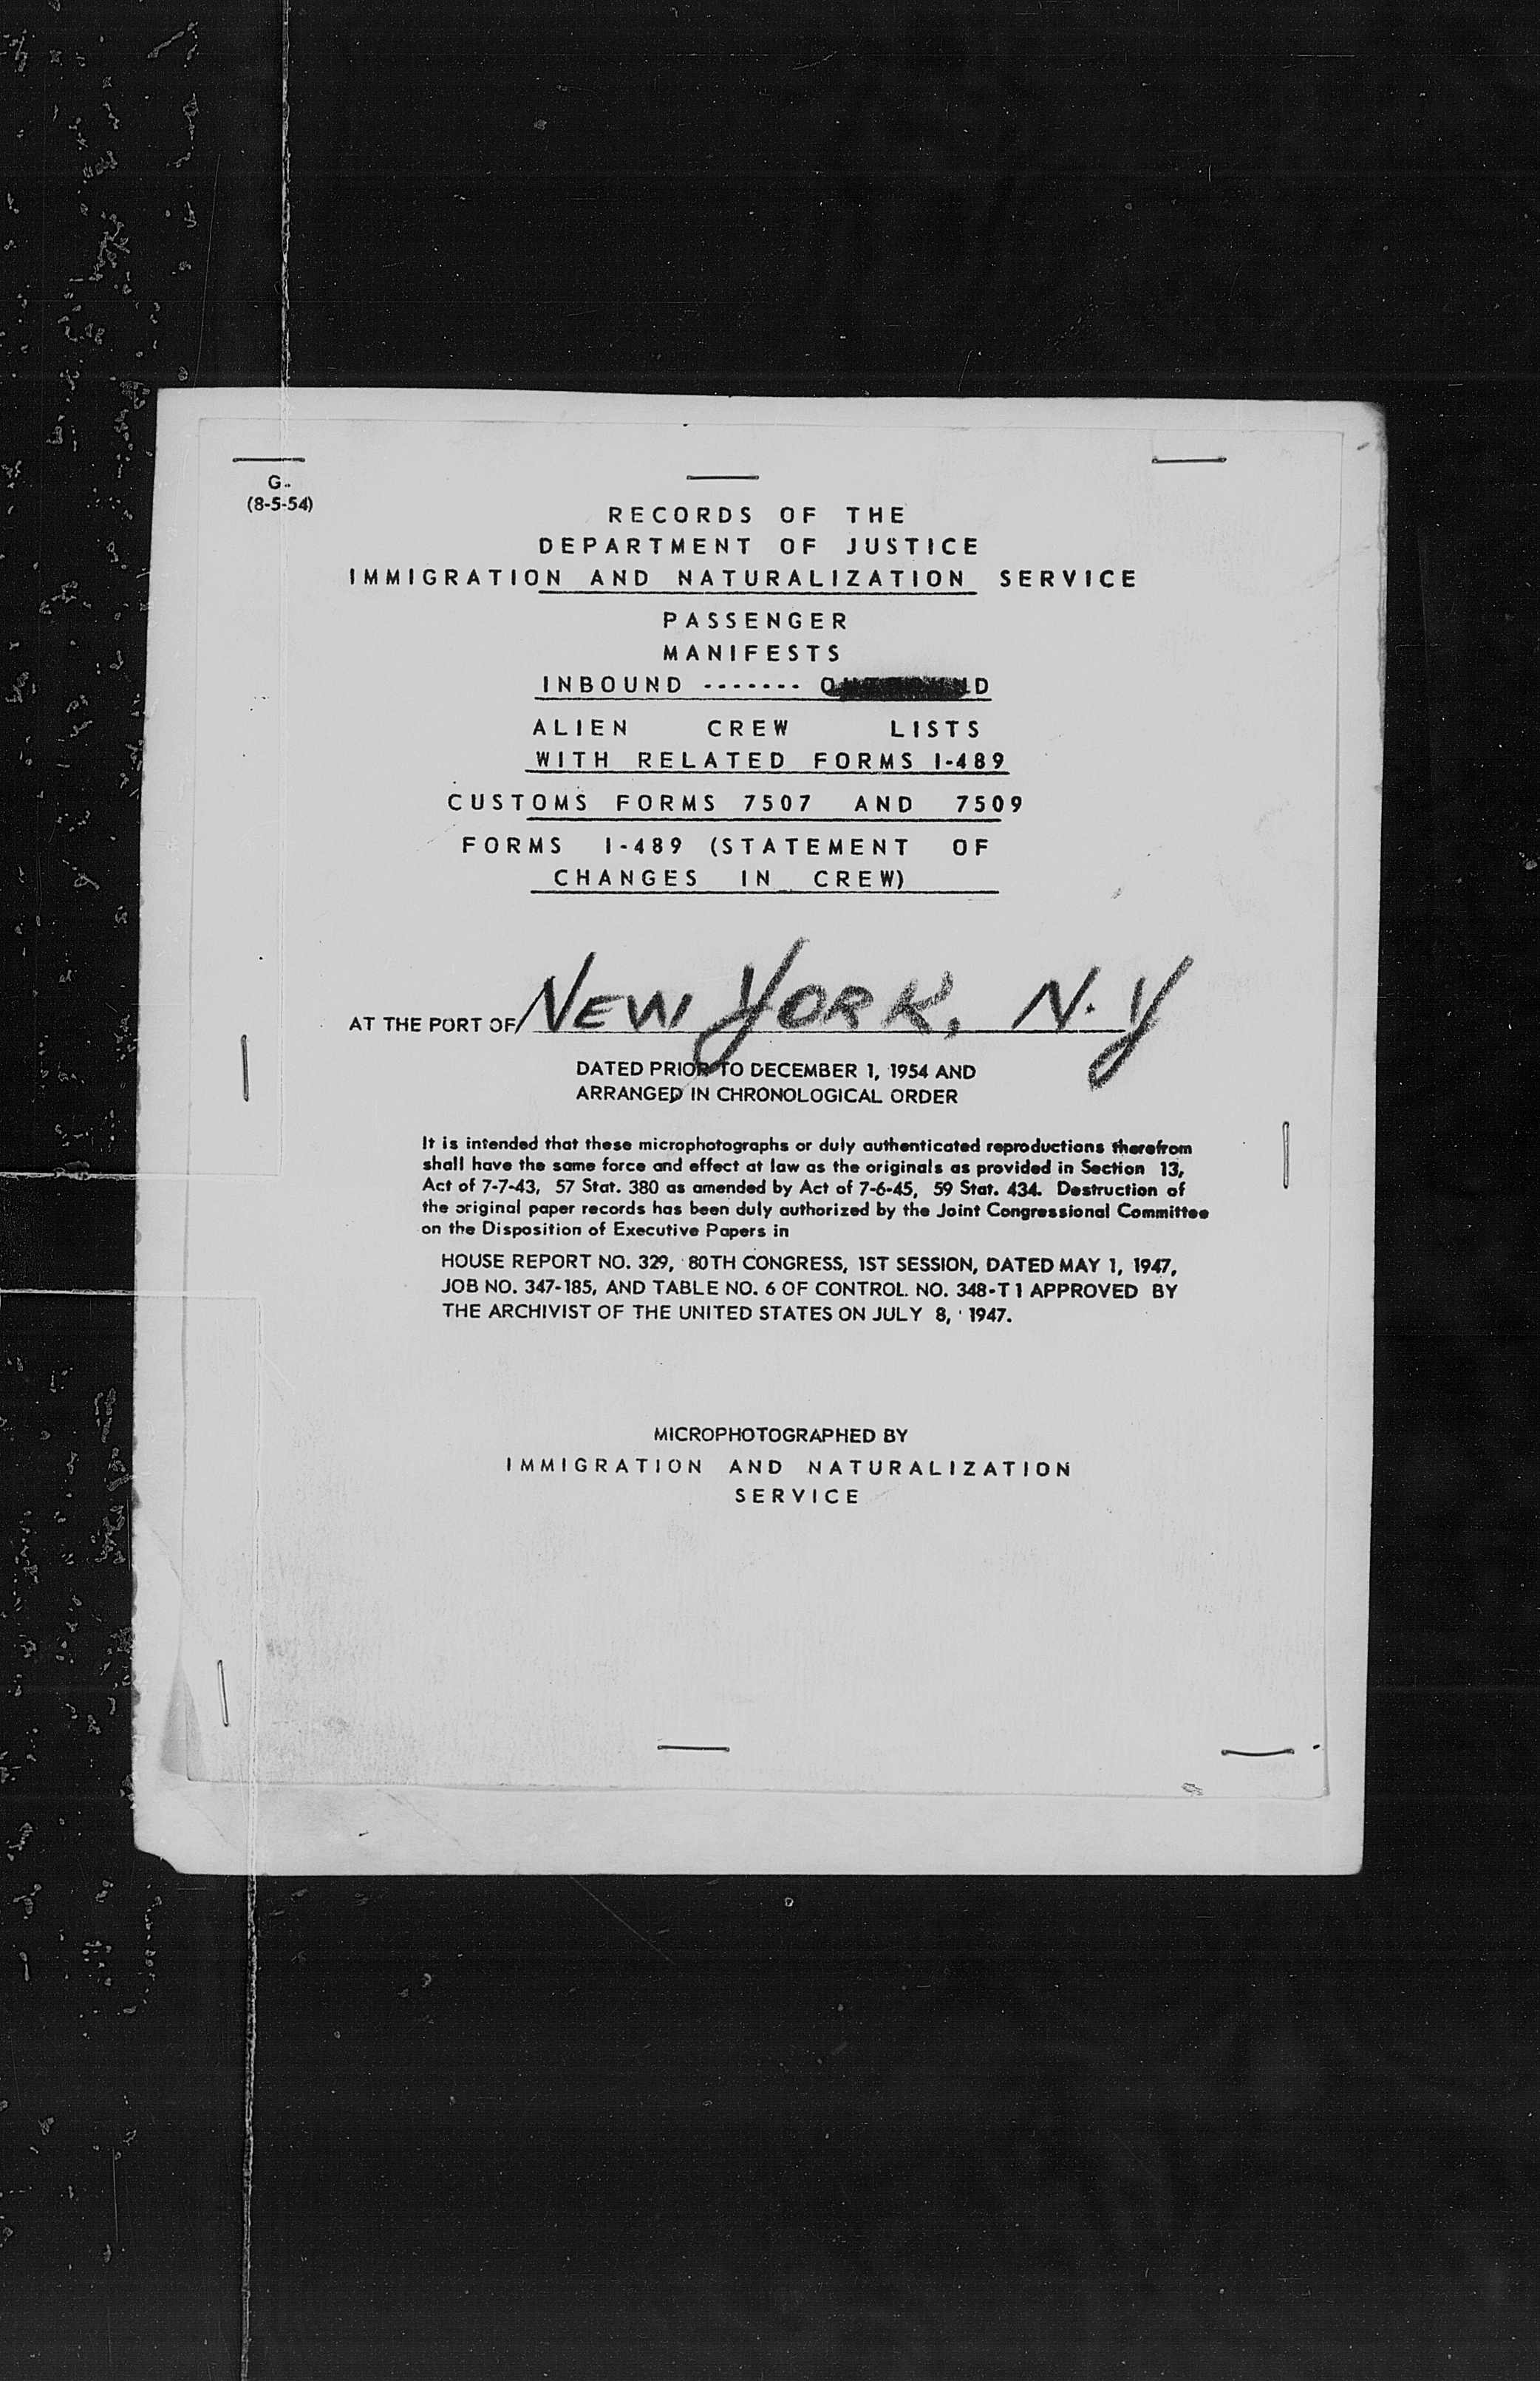 G-
(8-5-54)
RECORDS OF THE
DEPARTMENT OF JUSTICE
IMMIGRATION AND NATURALIZATION SERVICE
PASSENGER
MANIFESTS
INBOUND -------
ALIEN CREW LISTS
WITH RELATED FORMS I-489
CUSTOMS FORMS 7507 AND 7509
FORMS I-489 (STATEMENT OF
CHANGES IN CREW)
AT THE PORT OF NEW YORK, N.Y
DATED PRIOR TO DECEMBER 1, 1954 AND
ARRANGED IN CHRONOLOGICAL ORDER
It is intended that these microphotographs or duly authenticated reproductions therefrom
shall have the same force and effect at law as the originals as provided in Section 13,
Act of 7-7-43, 57 Stat. 380 as amended by Act of 7-6-45, 59 Stat. 434. Destruction of
the original paper records has been duly authorized by the Joint Congressional Committee
on the Disposition of Executive Papers in
HOUSE REPORT NO. 329, 80TH CONGRESS, 1ST SESSION, DATED MAY 1, 1947,
JOB NO. 347-185, AND TABLE NO. 6 OF CONTROL NO. 348-T1 APPROVED BY
THE ARCHIVIST OF THE UNITED STATES ON JULY 8, 1947.
MICROPHOTOGRAPHED BY
IMMIGRATION AND NATURALIZATION
SERVICE